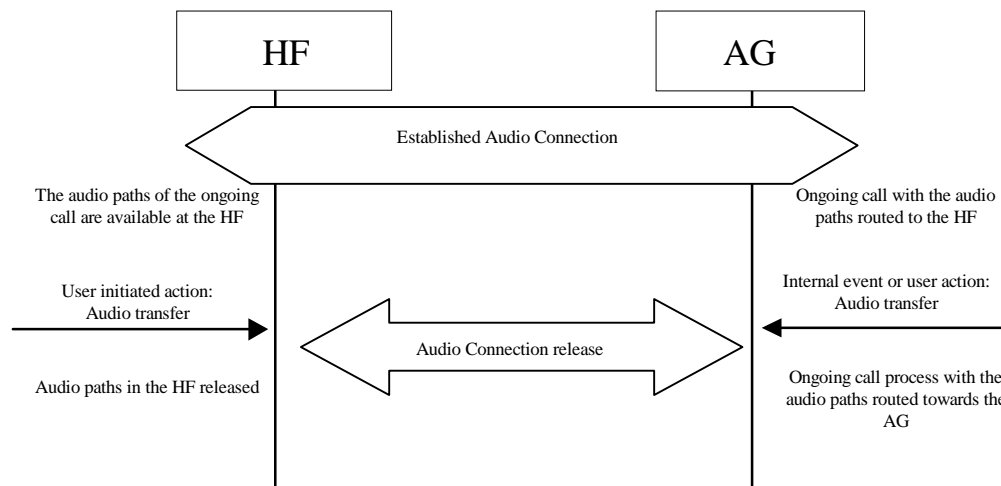 HF
AG
Established Audio Connection
The audio paths of the ongoing
call are available at the HF
Ongoing call with the audio
paths routed to the HF
User initiated action:
Audio transfer
Internal event or user action:
Audio transfer
Audio Connection release
Audio paths in the HF released
Ongoing call process with the
audio paths routed towards the
AG